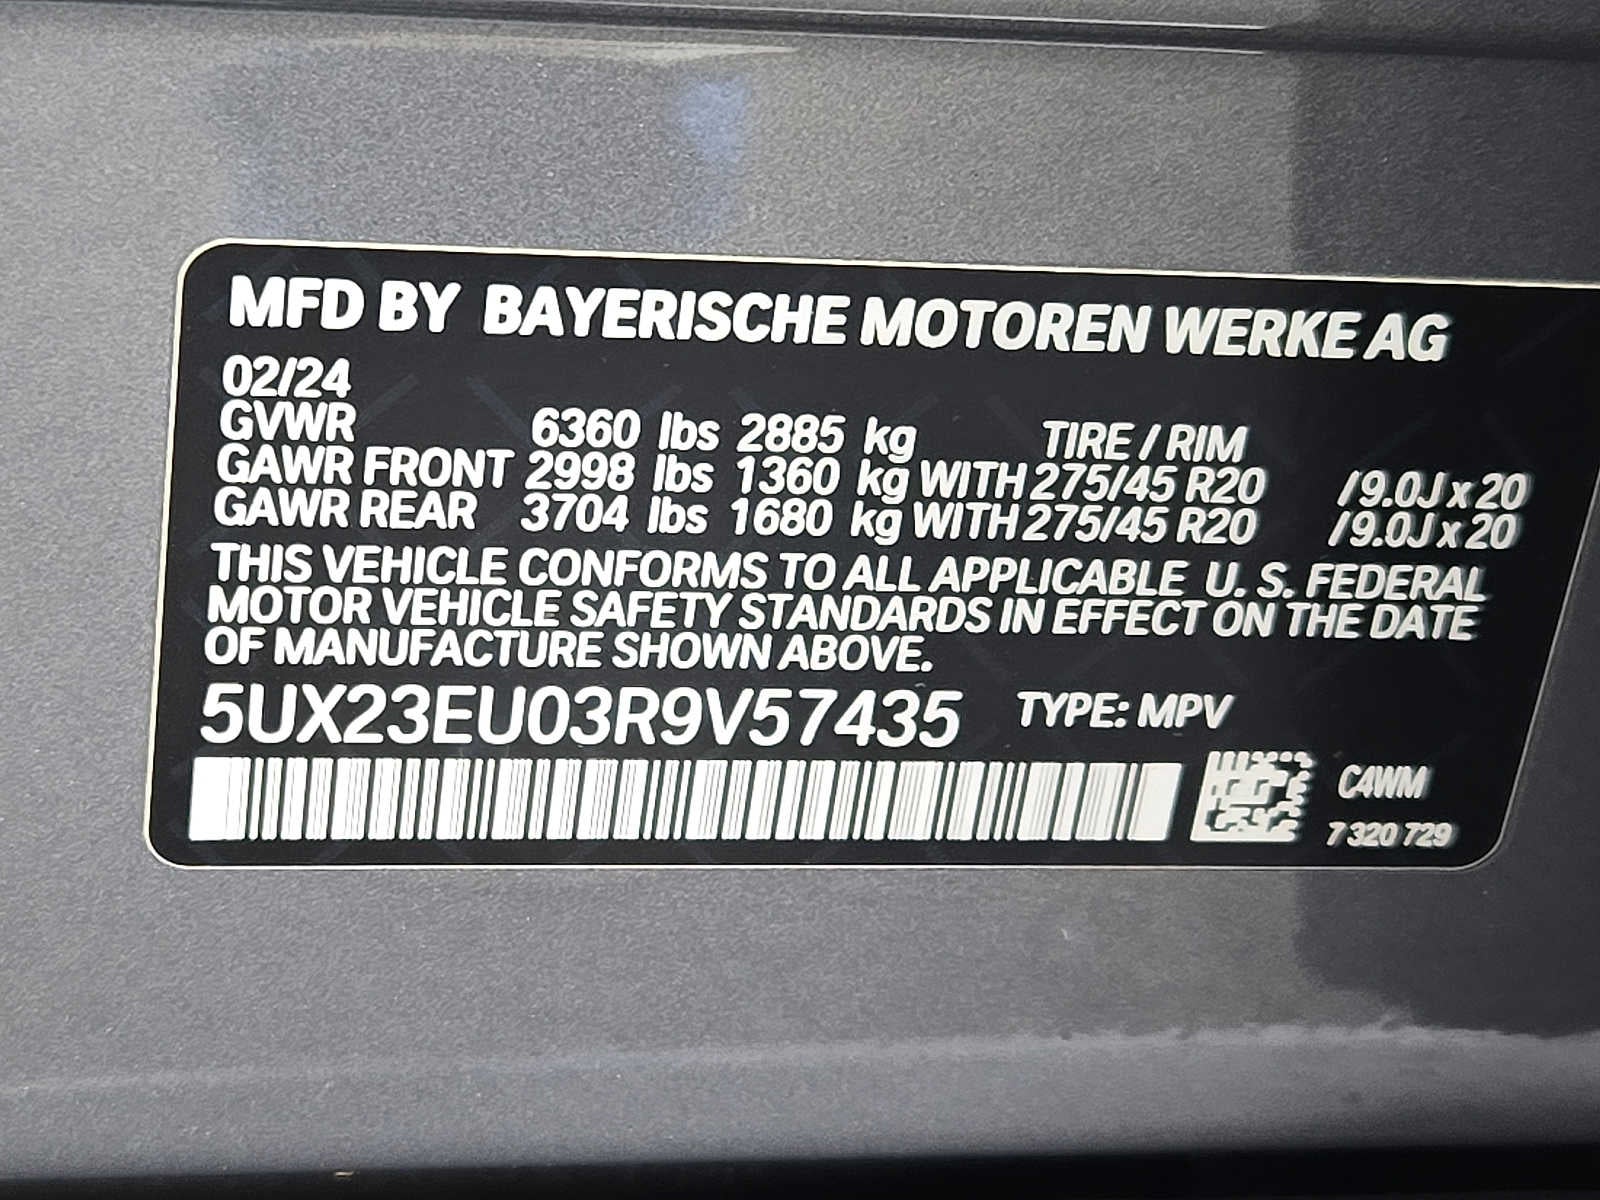 MFD BY BAYERISCHE MOTOREN WERKE AG
02/24
GVWR 6360 lbs 2885 kg TIRE / RIM
GAWR FRONT 2998 lbs 1360 kg WITH 275/45 R20 / 9.0J x 20
GAWR REAR 3704 lbs 1680 kg WITH 275/45 R20 / 9.0J x 20
THIS VEHICLE CONFORMS TO ALL APPLICABLE U. S. FEDERAL
MOTOR VEHICLE SAFETY STANDARDS IN EFFECT ON THE DATE
OF MANUFACTURE SHOWN ABOVE.
5UX23EU03R9V57435 TYPE: MPV
C4WM
7 320 729